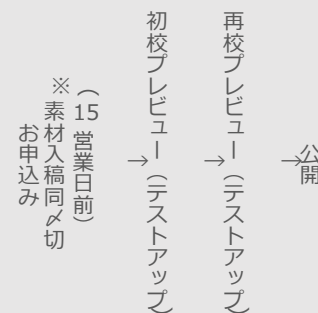 お申込み
※素材入稿同〆切
（15営業日前）
→
初校プレビュー（テストアップ）
→
再校プレビュー（テストアップ）
→
公開